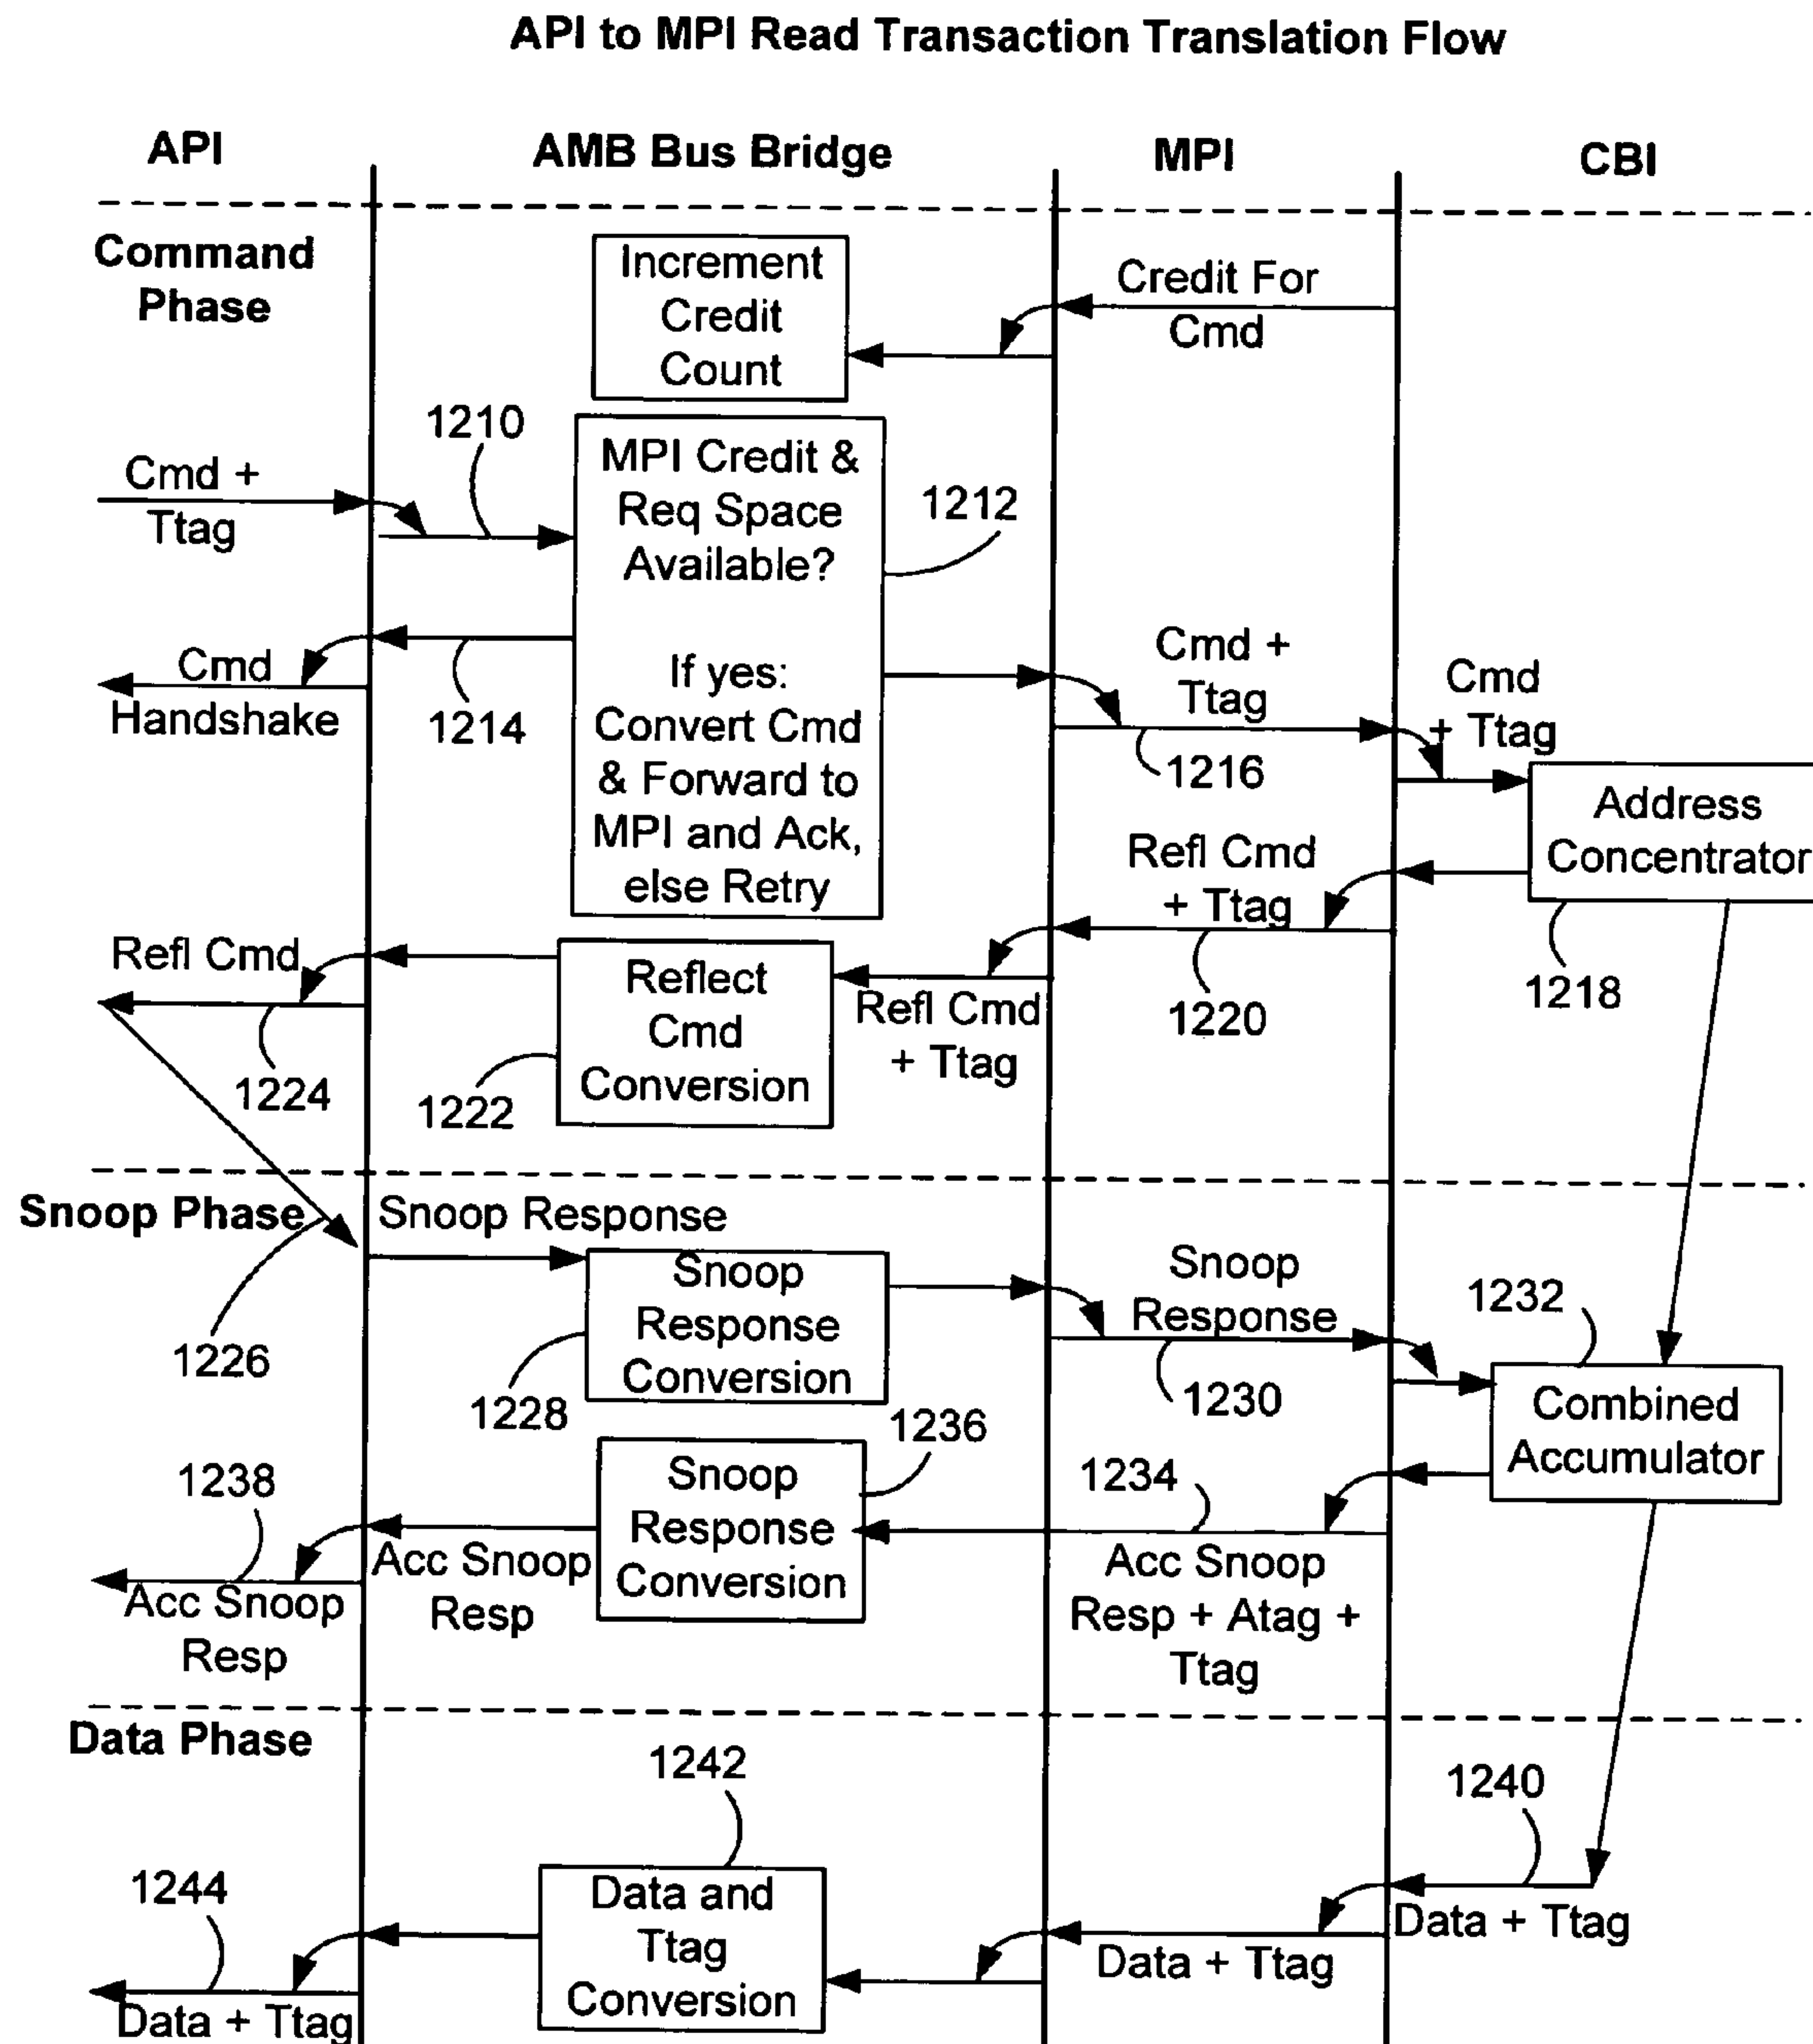 API to MPI Read Transaction Translation Flow
API
AMB Bus Bridge
MPI
CBI
Command
Phase
Increment
Credit
Count
Credit For
Cmd
1210
Cmd +
Ttag
MPI Credit &
Req Space
Available?
If yes:
Convert Cmd
& Forward to
MPI and Ack,
else Retry
1212
Cmd
Handshake
1214
Cmd +
Ttag
1216
Cmd
+ Ttag
Address
Concentrator
1218
Refl Cmd
+ Ttag
1220
Refl Cmd
1224
Reflect
Cmd
Conversion
1222
Refl Cmd
+ Ttag
Snoop Phase
Snoop Response
1226
Snoop
Response
Conversion
1228
Snoop
Response
1230
1232
Combined
Accumulator
1236
1234
1238
Snoop
Response
Conversion
Acc Snoop
Resp
Acc Snoop
Resp
Acc Snoop
Resp + Atag +
Ttag
Data Phase
1242
1240
1244
Data and
Ttag
Conversion
Data + Ttag
Data + Ttag
Data + Ttag